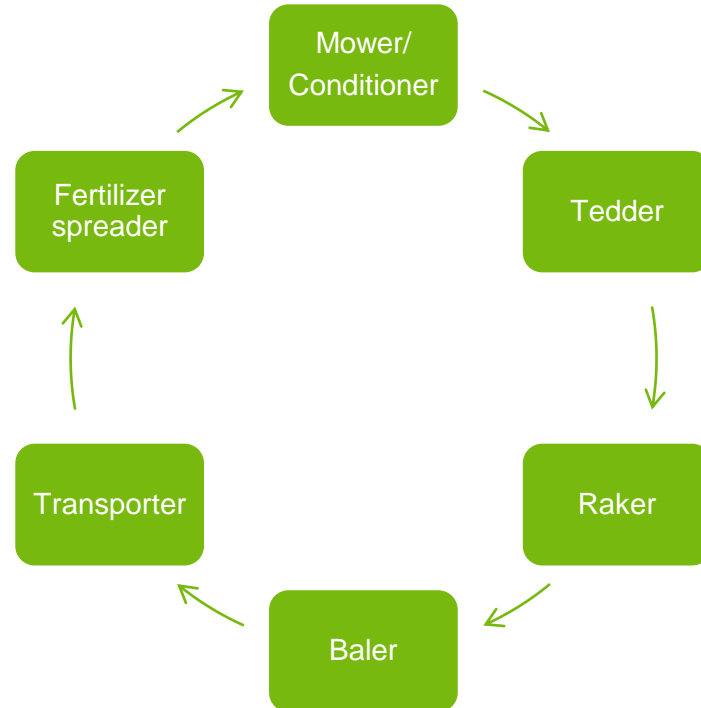 Mower/
Conditioner
Tedder
Raker
Baler
Transporter
Fertilizer
spreader